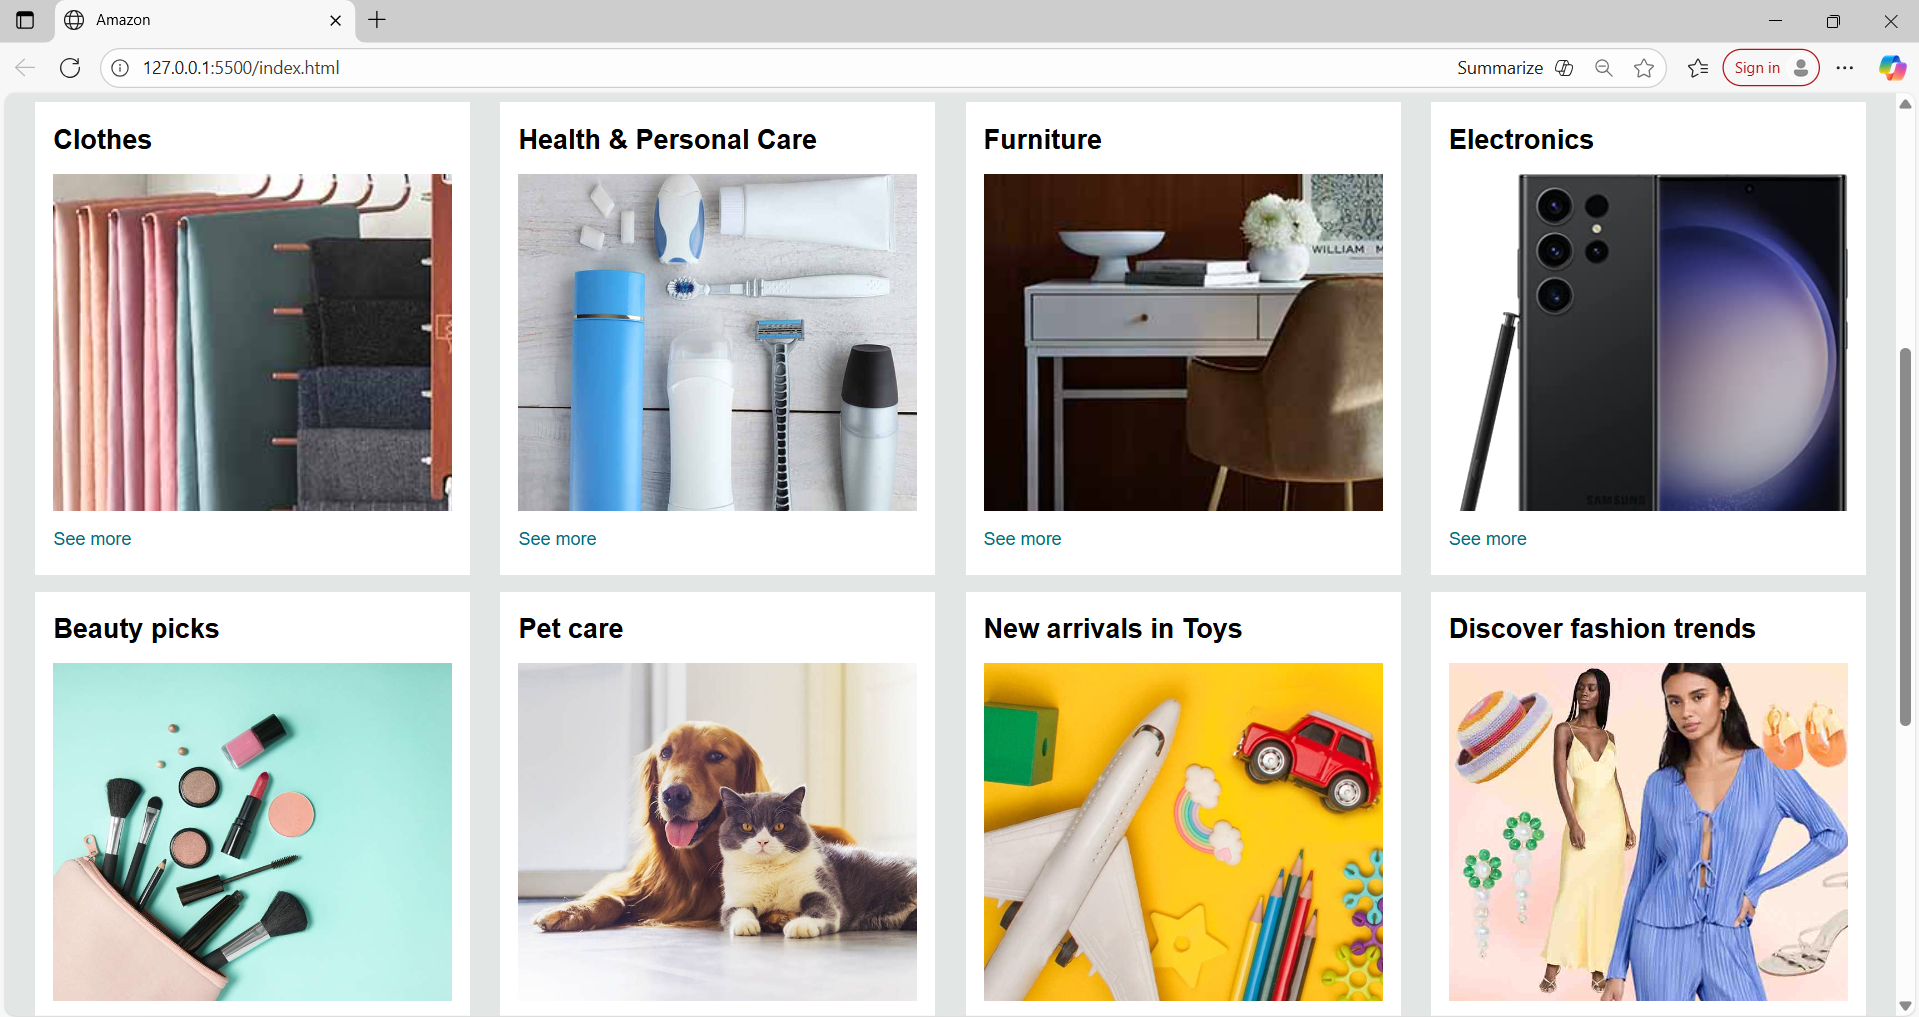 Amazon
127.0.0.1:5500/index.html
Summarize
Sign in
Clothes
Health & Personal Care
Furniture
Electronics
WILLIAM M
SAMSUNG
See more
See more
See more
See more
Beauty picks
Pet care
New arrivals in Toys
Discover fashion trends